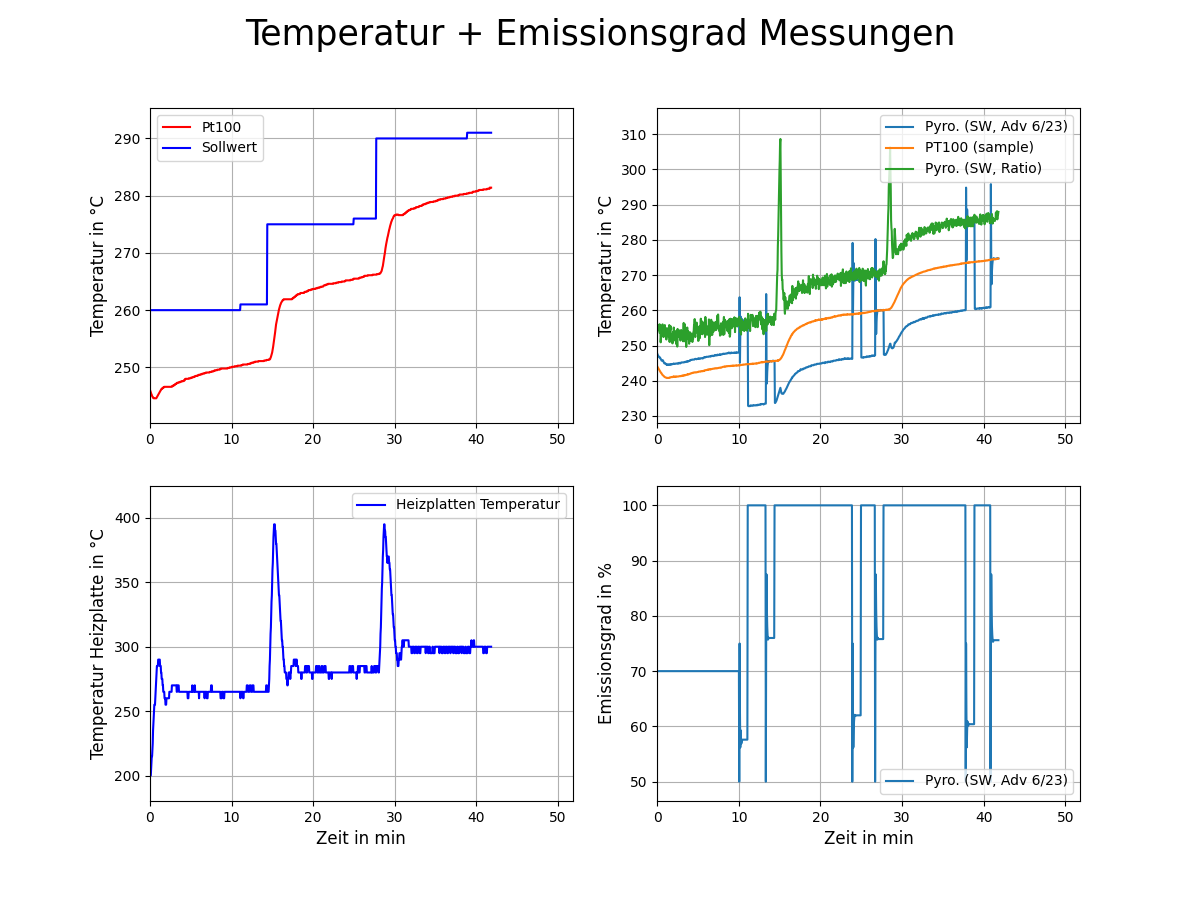 Temperatur + Emissionsgrad Messungen
Temperatur in °C
290
280
270
260
250
0 10 20 30 40 50
Pt100
Sollwert
Temperatur in °C
310
300
290
280
270
260
250
240
230
0 10 20 30 40 50
Pyro. (SW, Adv 6/23)
PT100 (sample)
Pyro. (SW, Ratio)
Temperatur Heizplatte in °C
400
350
300
250
200
0 10 20 30 40 50
Zeit in min
Heizplatten Temperatur
Emissionsgrad in %
100
90
80
70
60
50
0 10 20 30 40 50
Zeit in min
Pyro. (SW, Adv 6/23)